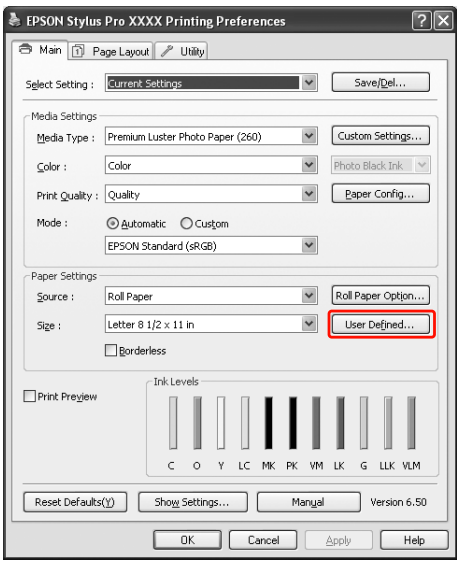 EPSON Stylus Pro XXXX Printing Preferences
Main Page Layout Utility
Select Setting : Current Settings Save/Del...
Media Settings
Media Type : Premium Luster Photo Paper (260) Custom Settings...
Color : Color Photo Black Ink
Print Quality : Quality Paper Config...
Mode : Automatic Custom
EPSON Standard (sRGB)
Paper Settings
Source : Roll Paper Roll Paper Option...
Size : Letter 8 1/2 x 11 in User Defined...
Borderless
Print Preview
Ink Levels
C O Y LC MK PK VM LK G LLK VLM
Reset Defaults(Y) Show Settings... Manual Version 6.50
OK Cancel Apply Help